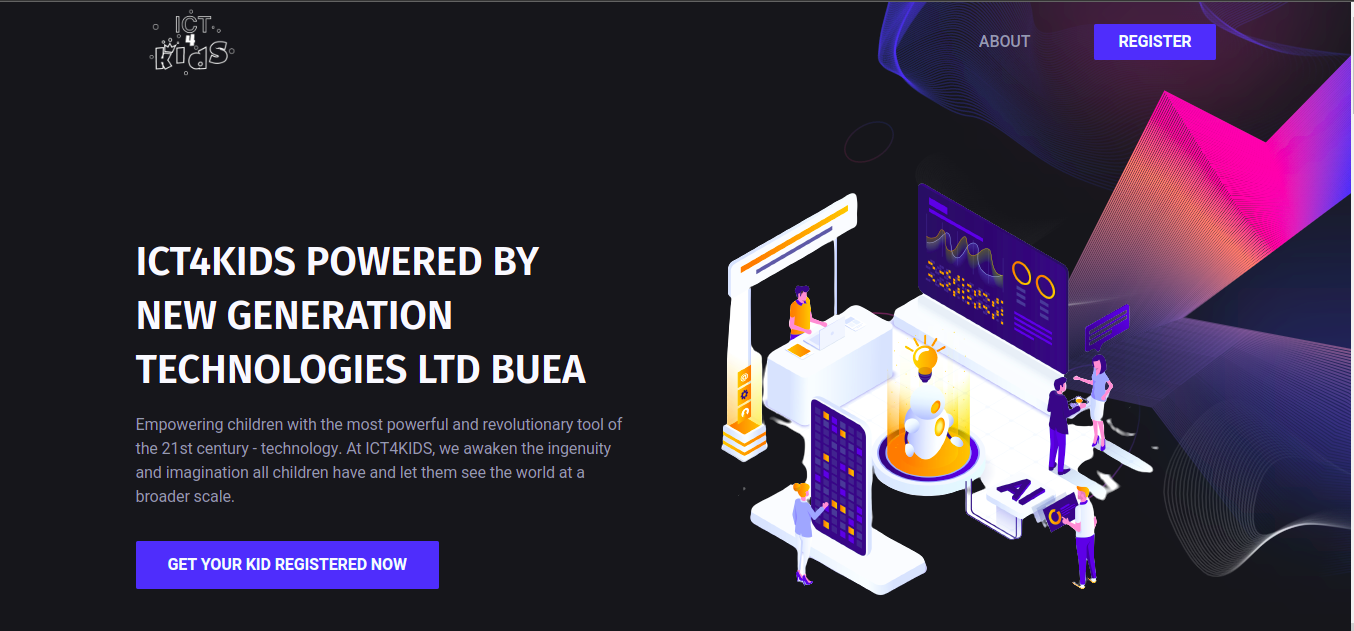 ICT
4
Kids
ABOUT
REGISTER
ICT4KIDS POWERED BY
NEW GENERATION
TECHNOLOGIES LTD BUEA
Empowering children with the most powerful and revolutionary tool of
the 21st century - technology. At ICT4KIDS, we awaken the ingenuity
and imagination all children have and let them see the world at a
broader scale.
GET YOUR KID REGISTERED NOW
AI